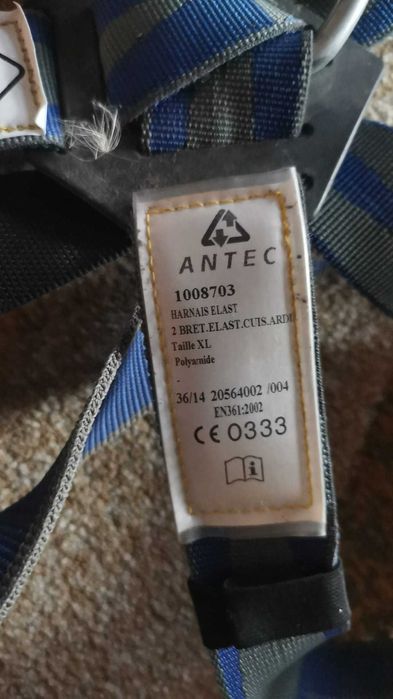 ANTEC
1008703
HARNAIS ELAST
2 BRET.ELAST.CUIS.ARDI
Taille XL
Polyamide
-
36/14 20564002 /004
EN361:2002
CE 0333
i